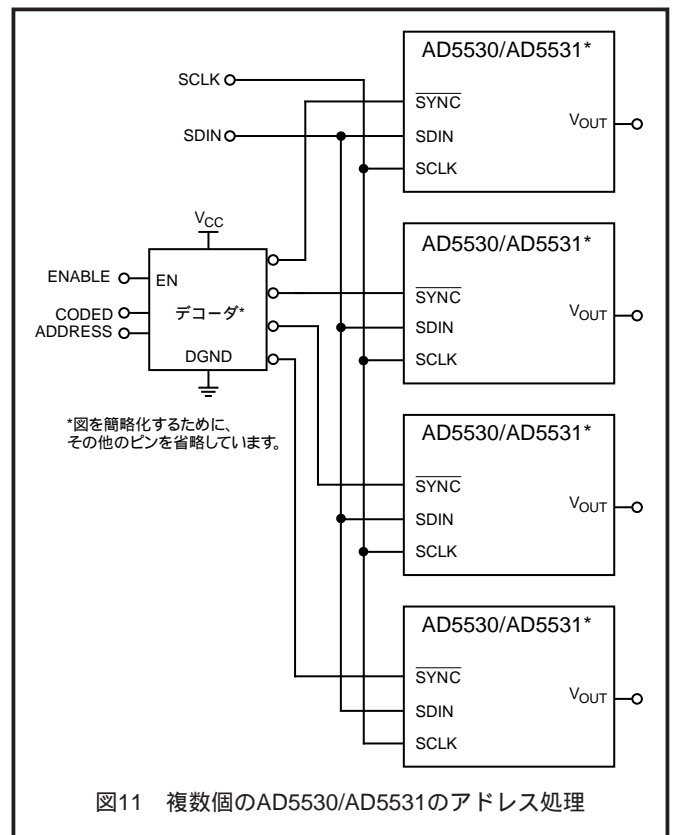 AD5530/AD5531*
SCLK
SYNC
SDIN
VOUT
SDIN
SCLK
VCC
AD5530/AD5531*
ENABLE
EN
SYNC
CODED
ADDRESS
デコーダ*
VOUT
SDIN
DGND
SCLK
*図を簡略化するために、
その他のピンを省略しています。
AD5530/AD5531*
SYNC
VOUT
SDIN
SCLK
AD5530/AD5531*
SYNC
VOUT
SDIN
SCLK
図11 複数個のAD5530/AD5531のアドレス処理